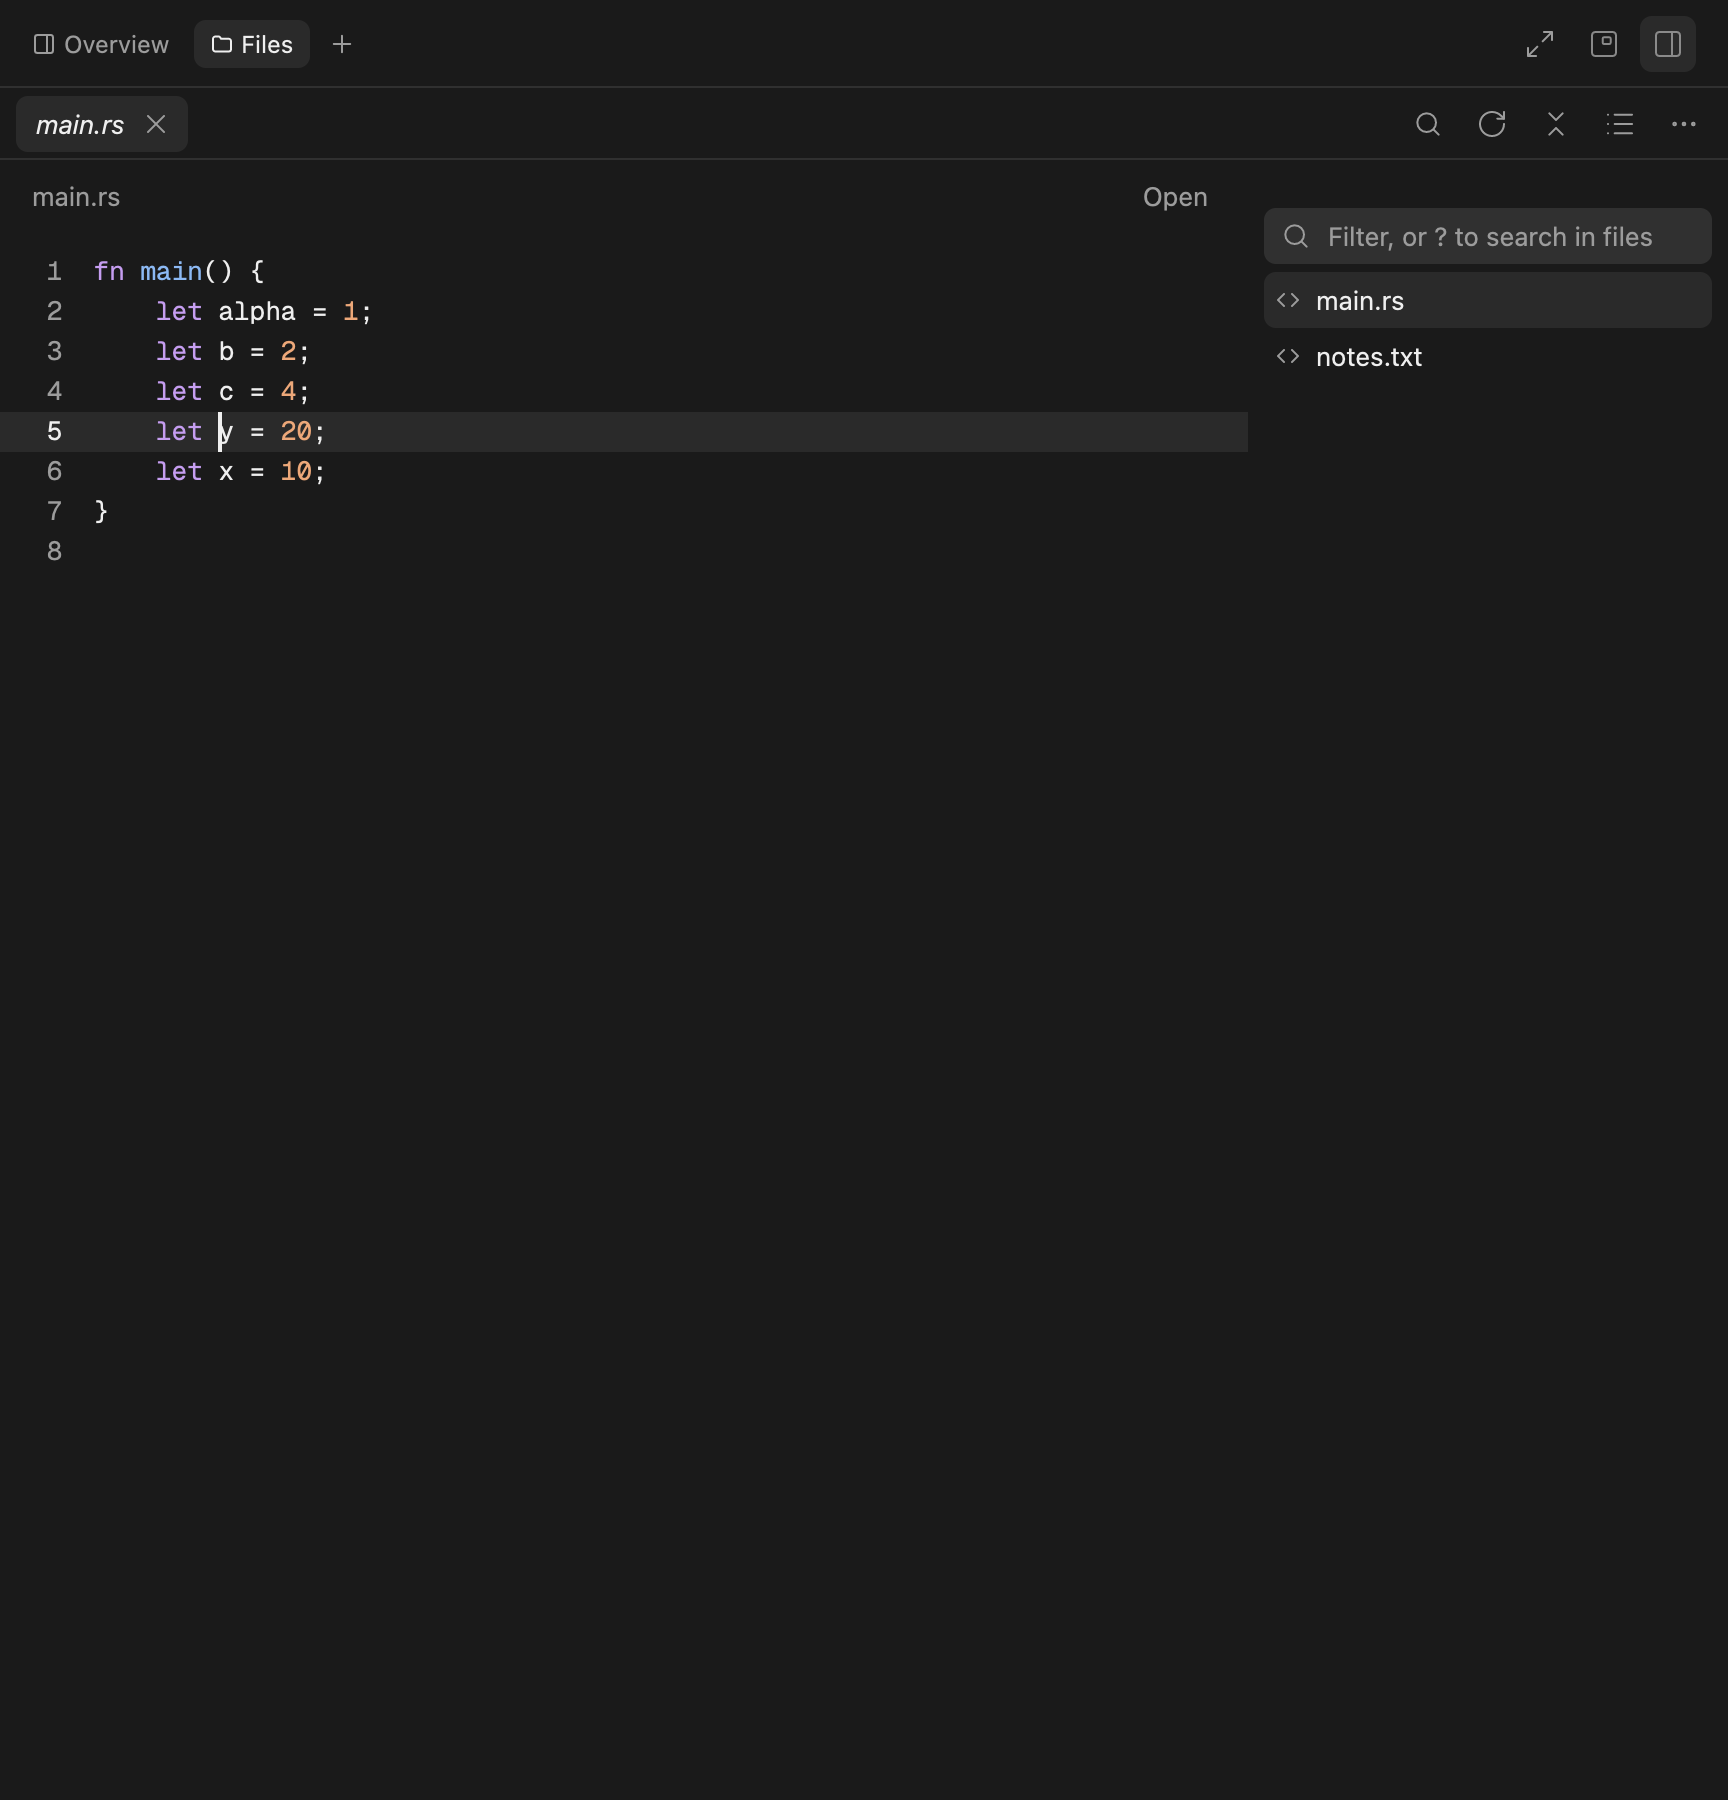 Overview Files
main.rs
main.rs Open
Filter, or ? to search in files
main.rs
notes.txt
1 fn main() {
2     let alpha = 1;
3     let b = 2;
4     let c = 4;
5     let y = 20;
6     let x = 10;
7 }
8